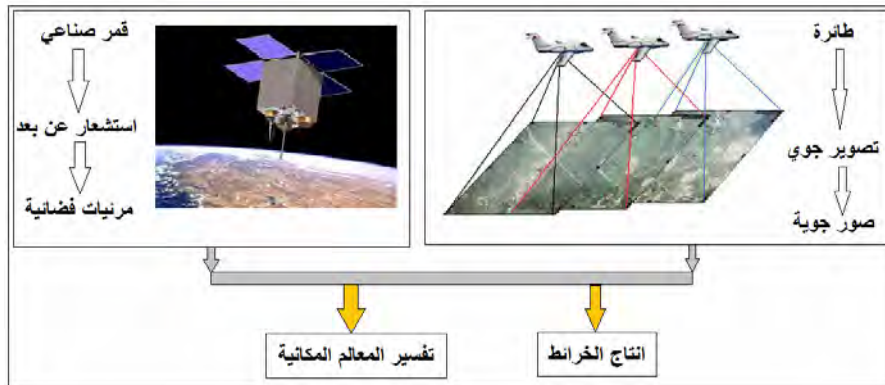 طائرة
تصوير جوي
صور جوية
قمر صناعي
استشعار عن بعد
مرئيات فضائية
انتاج الخرائط
تفسير المعالم المكانية